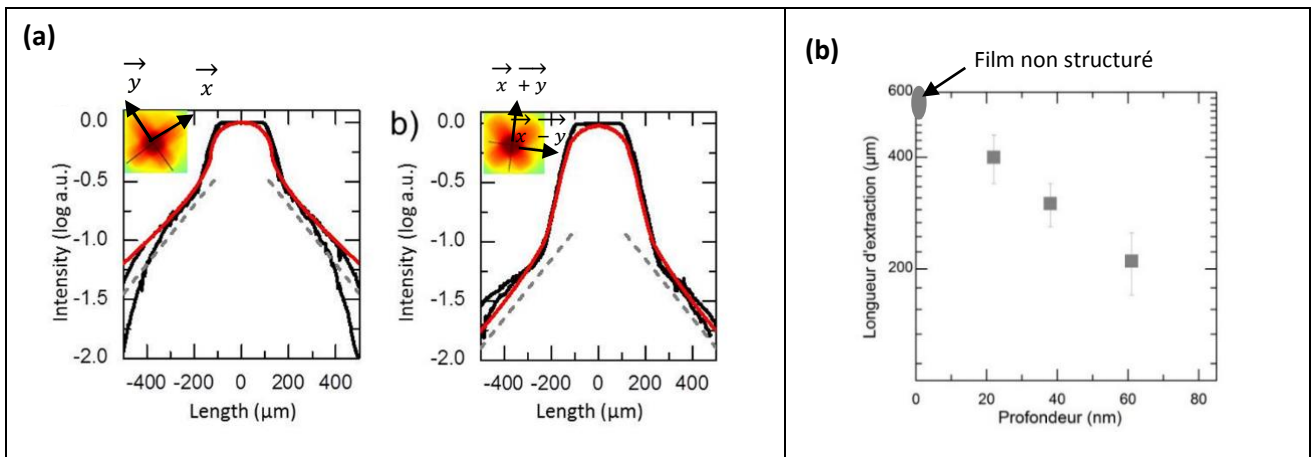 (a)
y
x
0.0
-0.5
-1.0
-1.5
-2.0
Intensity (log a.u.)
-400 -200 0 200 400
Length (µm)
b)
x + y
x - y
0.0
-0.5
-1.0
-1.5
-2.0
Intensity (log a.u.)
-400 -200 0 200 400
Length (µm)
(b)
Film non structuré
600
400
200
Longueur d'extraction (µm)
0 20 40 60 80
Profondeur (nm)